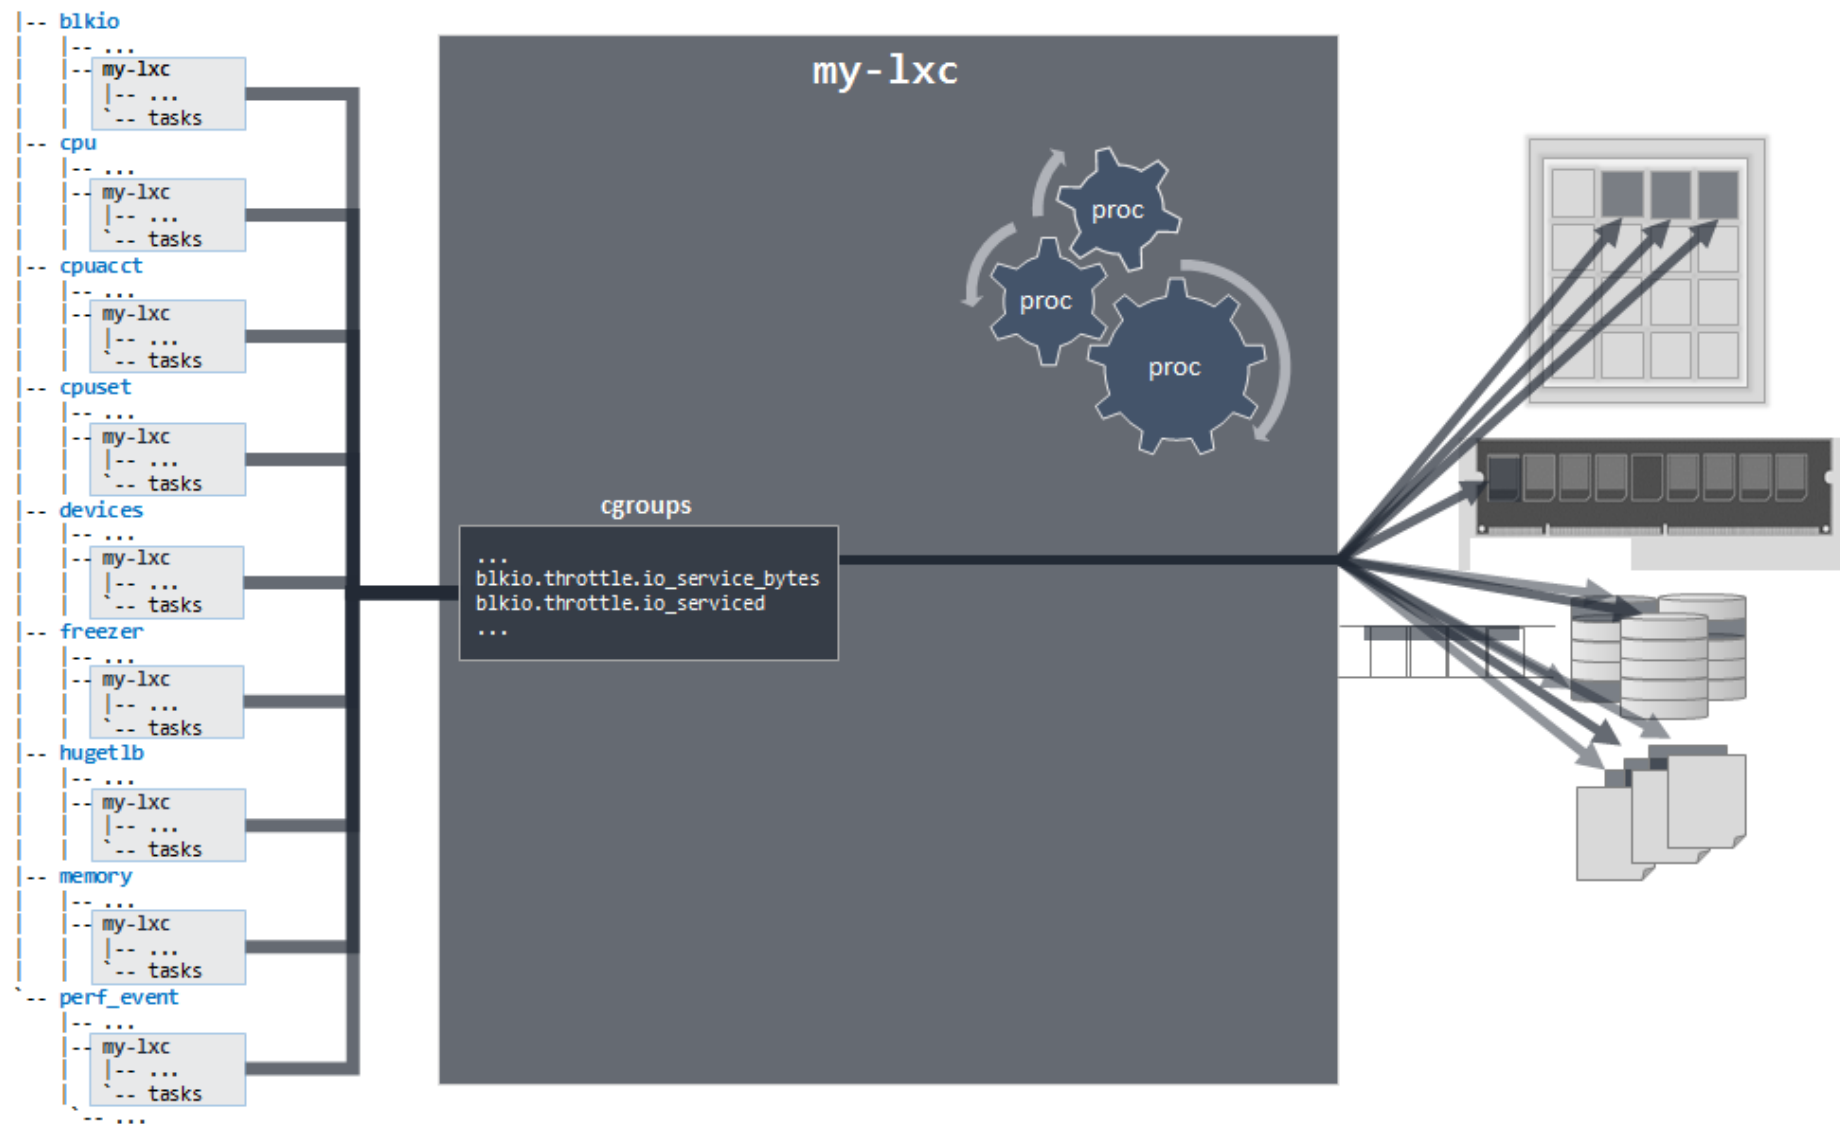 |-- blkio
|   |-- ...
|   |-- my-lxc
|   |   |-- ...
|   |   `-- tasks
|-- cpu
|   |-- ...
|   |-- my-lxc
|   |   |-- ...
|   |   `-- tasks
|-- cpuacct
|   |-- ...
|   |-- my-lxc
|   |   |-- ...
|   |   `-- tasks
|-- cpuset
|   |-- ...
|   |-- my-lxc
|   |   |-- ...
|   |   `-- tasks
|-- devices
|   |-- ...
|   |-- my-lxc
|   |   |-- ...
|   |   `-- tasks
|-- freezer
|   |-- ...
|   |-- my-lxc
|   |   |-- ...
|   |   `-- tasks
|-- hugetlb
|   |-- ...
|   |-- my-lxc
|   |   |-- ...
|   |   `-- tasks
|-- memory
|   |-- ...
|   |-- my-lxc
|   |   |-- ...
|   |   `-- tasks
`-- perf_event
    |-- ...
    |-- my-lxc
    |   |-- ...
    |   `-- tasks
    `-- ...
my-lxc
proc
proc
proc
cgroups
...
blkio.throttle.io_service_bytes
blkio.throttle.io_serviced
...